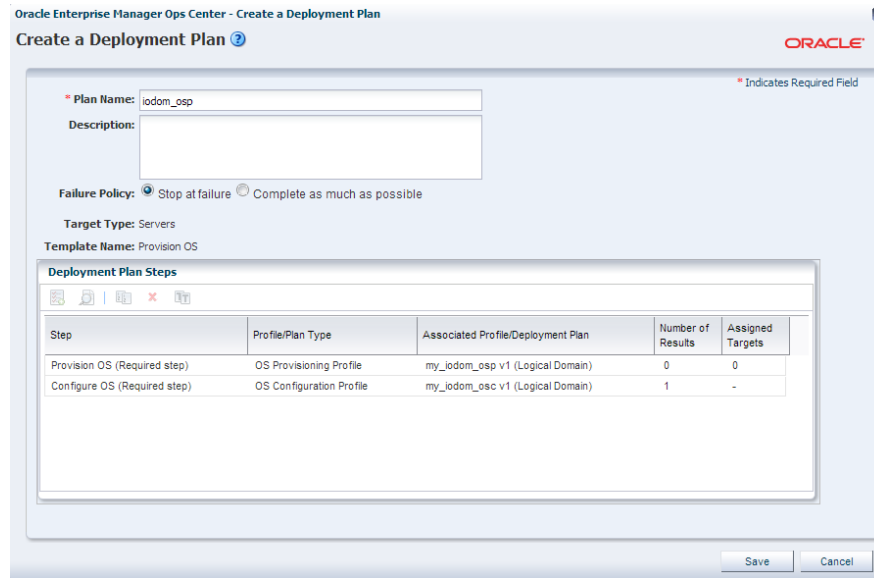 Oracle Enterprise Manager Ops Center - Create a Deployment Plan
Create a Deployment Plan ?
ORACLE
* Indicates Required Field
* Plan Name: iodom_osp
Description:
Failure Policy: Stop at failure Complete as much as possible
Target Type: Servers
Template Name: Provision OS
Deployment Plan Steps
Step Profile/Plan Type Associated Profile/Deployment Plan Number of Results Assigned Targets
Provision OS (Required step) OS Provisioning Profile my_iodom_osp v1 (Logical Domain) 0 0
Configure OS (Required step) OS Configuration Profile my_iodom_osc v1 (Logical Domain) 1 -
Save Cancel